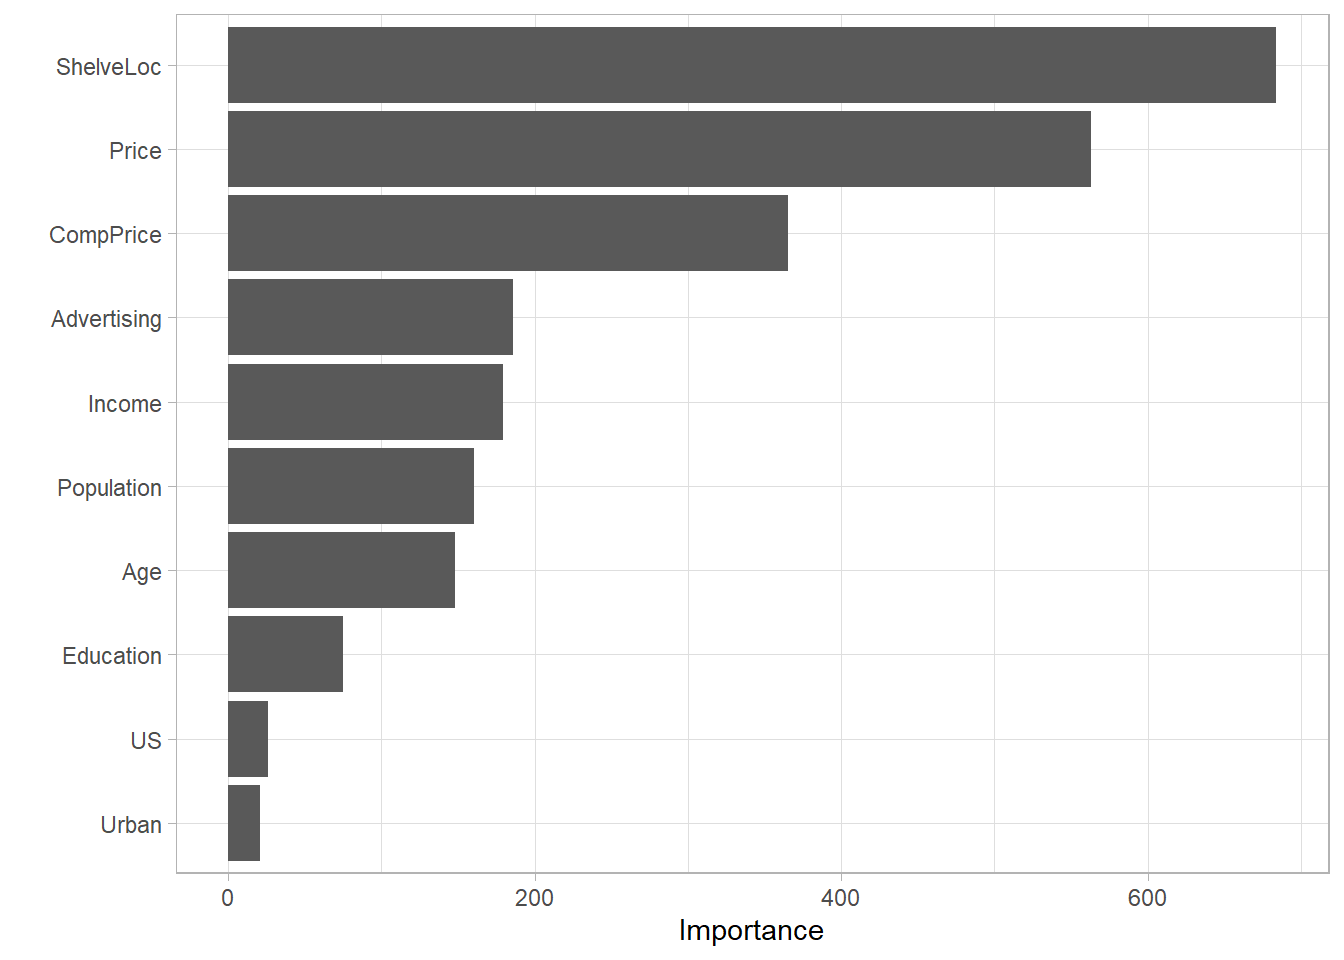 ShelveLoc
Price
CompPrice
Advertising
Income
Population
Age
Education
US
Urban
0 200 400 600
Importance